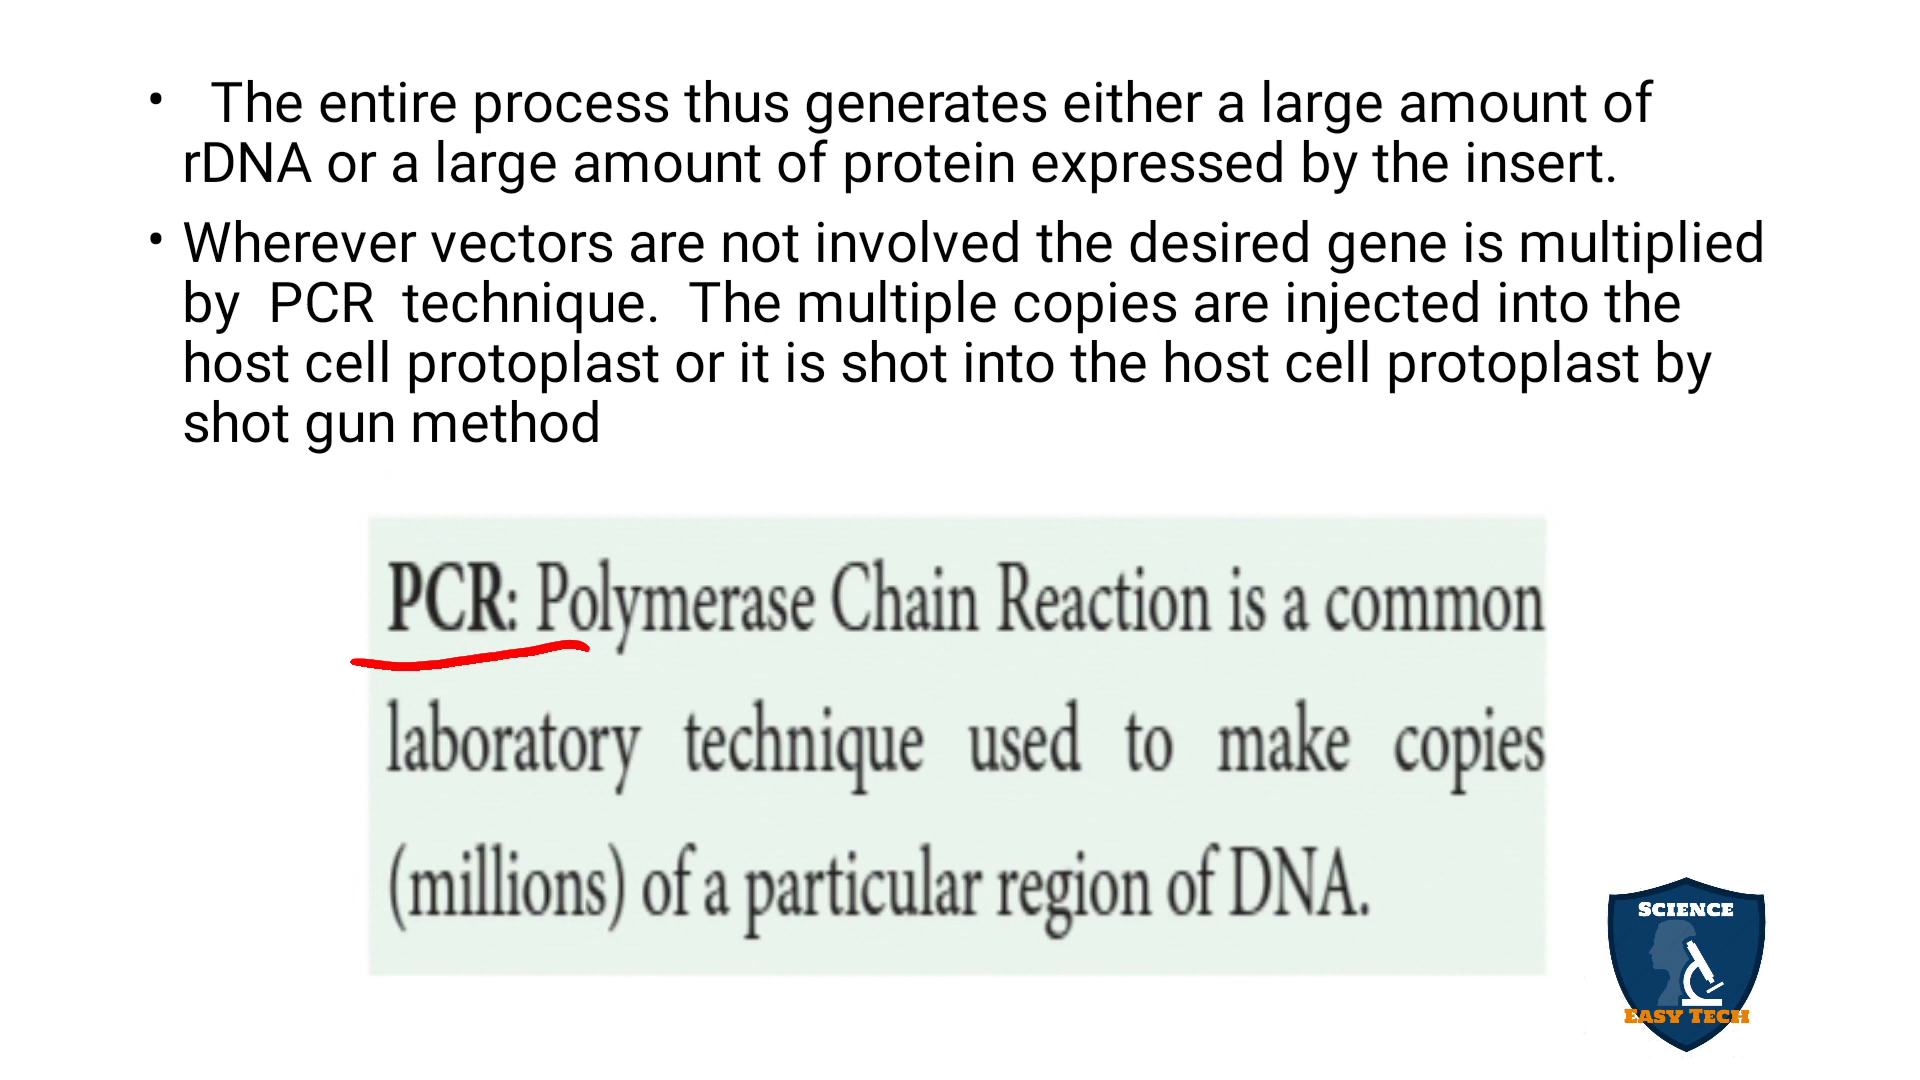 • The entire process thus generates either a large amount of
rDNA or a large amount of protein expressed by the insert.
• Wherever vectors are not involved the desired gene is multiplied
by PCR technique. The multiple copies are injected into the
host cell protoplast or it is shot into the host cell protoplast by
shot gun method
PCR: Polymerase Chain Reaction is a common
laboratory technique used to make copies
(millions) of a particular region of DNA.
SCIENCE
EASY TECH